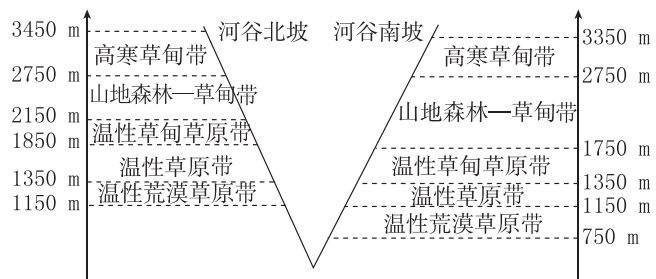 3450 m
河谷北坡
河谷南坡
高寒草甸带
高寒草甸带
3350 m
2750 m
2750 m
山地森林—草甸带
山地森林—草甸带
2150 m
温性草甸草原带
1850 m
1750 m
温性草原带
温性草甸草原带
1350 m
1350 m
温性荒漠草原带
温性草原带
1150 m
1150 m
温性荒漠草原带
750 m